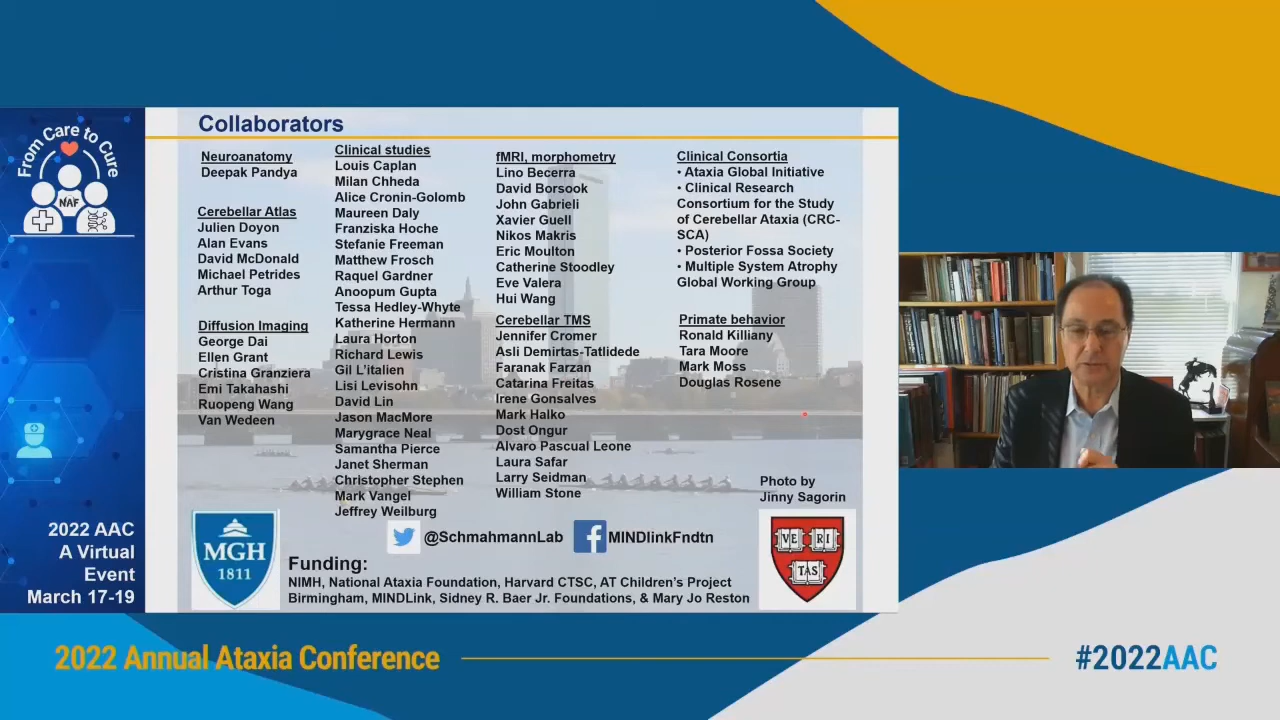 From Care to Cure
NAF
2022 AAC
A Virtual
Event
March 17-19
Collaborators
Neuroanatomy
Deepak Pandya
Cerebellar Atlas
Julien Doyon
Alan Evans
David McDonald
Michael Petrides
Arthur Toga
Diffusion Imaging
George Dai
Ellen Grant
Cristina Granziera
Emi Takahashi
Ruopeng Wang
Van Wedeen
Clinical studies
Louis Caplan
Milan Chheda
Alice Cronin-Golomb
Maureen Daly
Franziska Hoche
Stefanie Freeman
Matthew Frosch
Raquel Gardner
Anoopum Gupta
Tessa Hedley-Whyte
Katherine Hermann
Laura Horton
Richard Lewis
Gil L'italien
Lisi Levisohn
David Lin
Jason MacMore
Marygrace Neal
Samantha Pierce
Janet Sherman
Christopher Stephen
Mark Vangel
Jeffrey Weilburg
fMRI, morphometry
Lino Becerra
David Borsook
John Gabrieli
Xavier Guell
Nikos Makris
Eric Moulton
Catherine Stoodley
Eve Valera
Hui Wang
Cerebellar TMS
Jennifer Cromer
Asli Demirtas-Tatlidede
Faranak Farzan
Catarina Freitas
Irene Gonsalves
Mark Halko
Dost Ongur
Alvaro Pascual Leone
Laura Safar
Larry Seidman
William Stone
Clinical Consortia
• Ataxia Global Initiative
• Clinical Research
Consortium for the Study
of Cerebellar Ataxia (CRC-
SCA)
• Posterior Fossa Society
• Multiple System Atrophy
Global Working Group
Primate behavior
Ronald Killiany
Tara Moore
Mark Moss
Douglas Rosene
Photo by
Jinny Sagorin
MGH
1811
@SchmahmannLab
MINDlinkFndtn
VE RI
TAS
Funding:
NIMH, National Ataxia Foundation, Harvard CTSC, AT Children's Project
Birmingham, MINDLink, Sidney R. Baer Jr. Foundations, & Mary Jo Reston
2022 Annual Ataxia Conference
#2022AAC